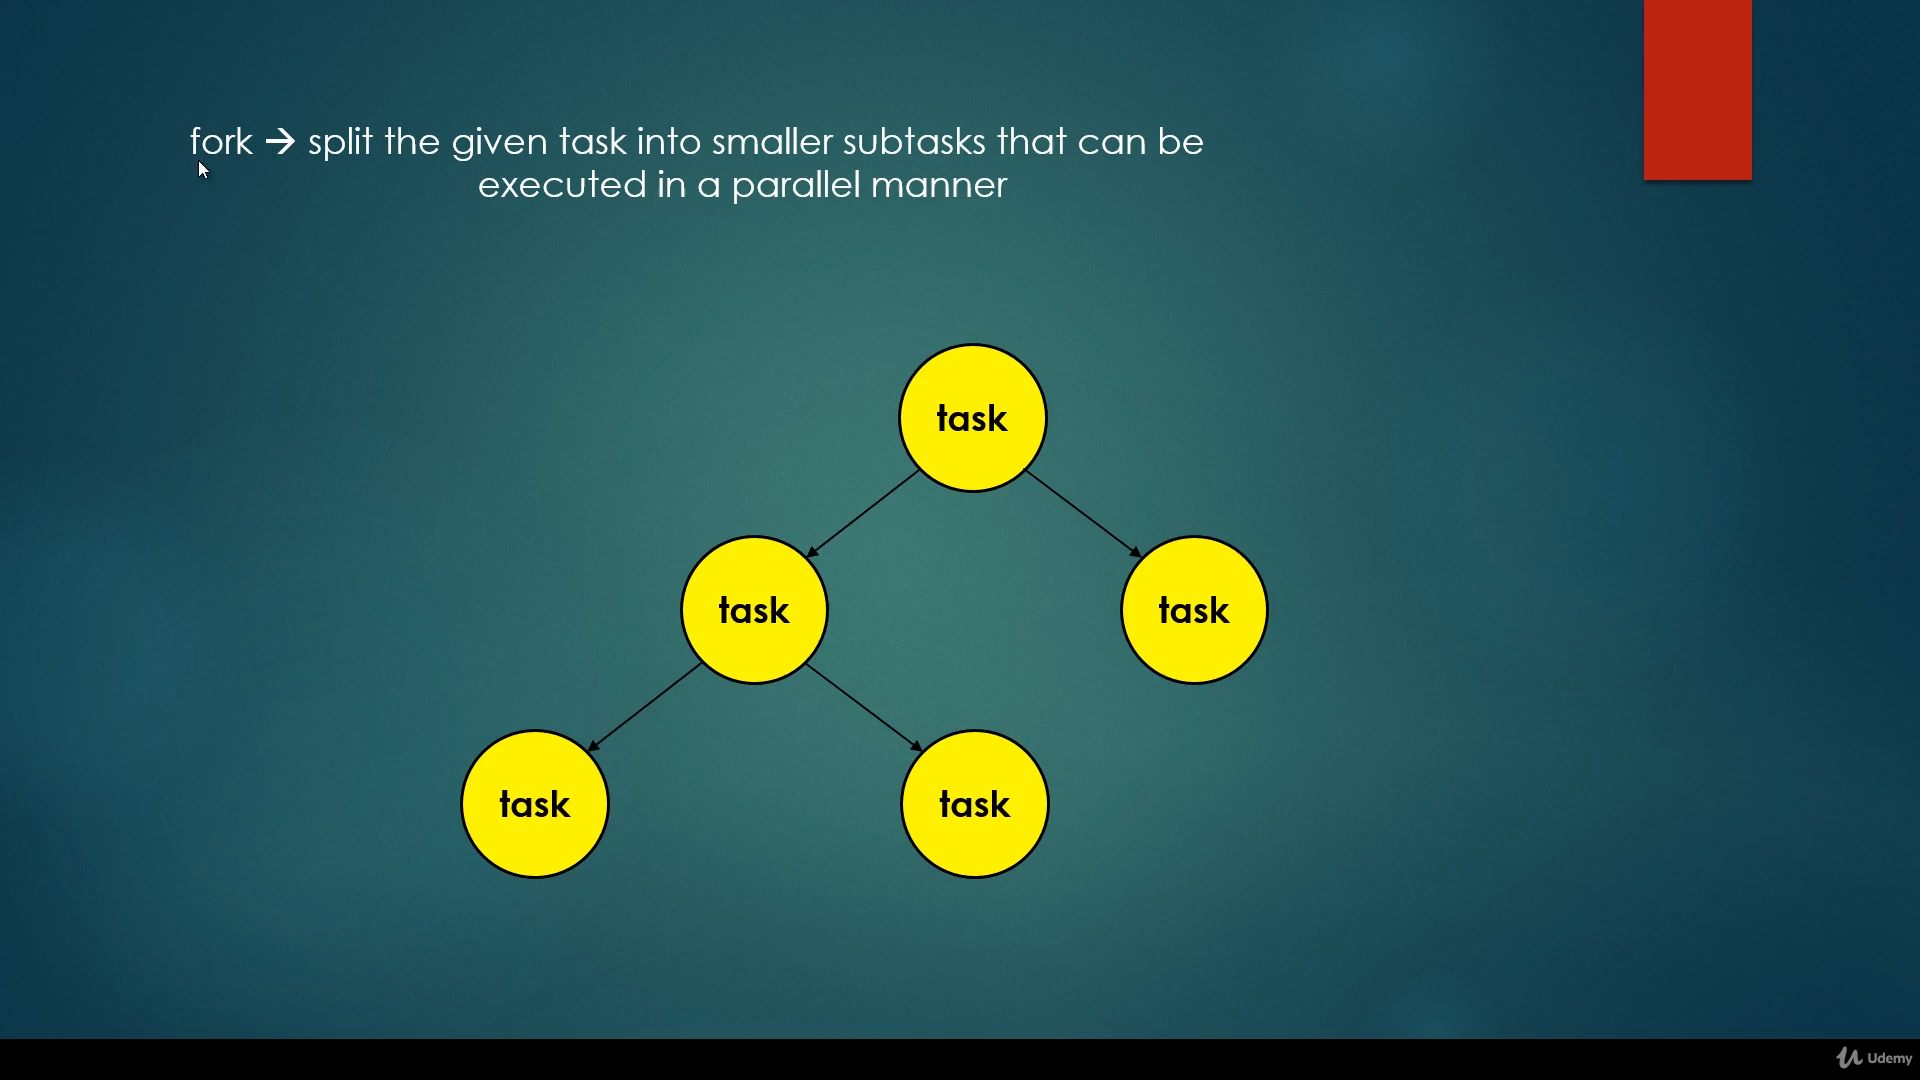 fork → split the given task into smaller subtasks that can be
executed in a parallel manner
task
task
task
task
task
Udemy